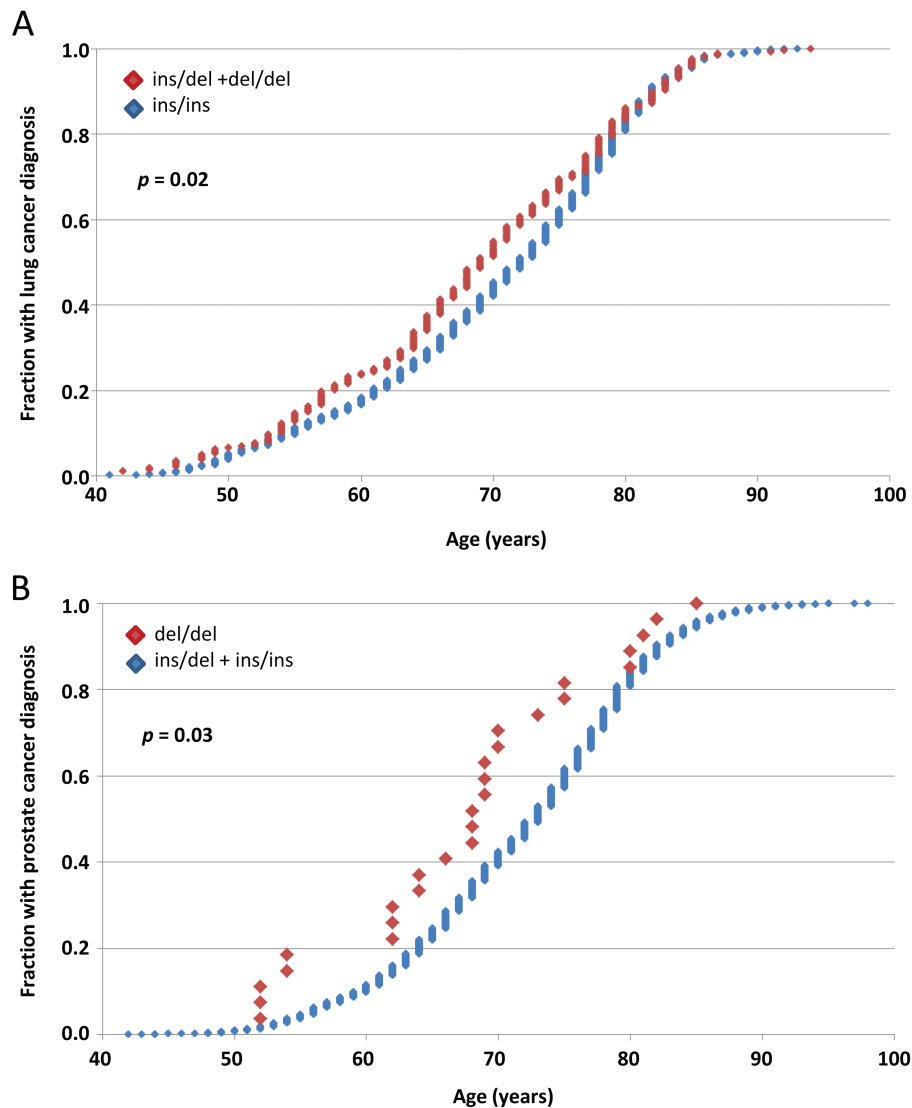 A
1.0
ins/del +del/del
ins/ins
0.8
p = 0.02
0.6
0.4
0.2
0.0
Fraction with lung cancer diagnosis
40 50 60 70 80 90 100
Age (years)
B
1.0
del/del
ins/del + ins/ins
0.8
p = 0.03
0.6
0.4
0.2
0.0
Fraction with prostate cancer diagnosis
40 50 60 70 80 90 100
Age (years)